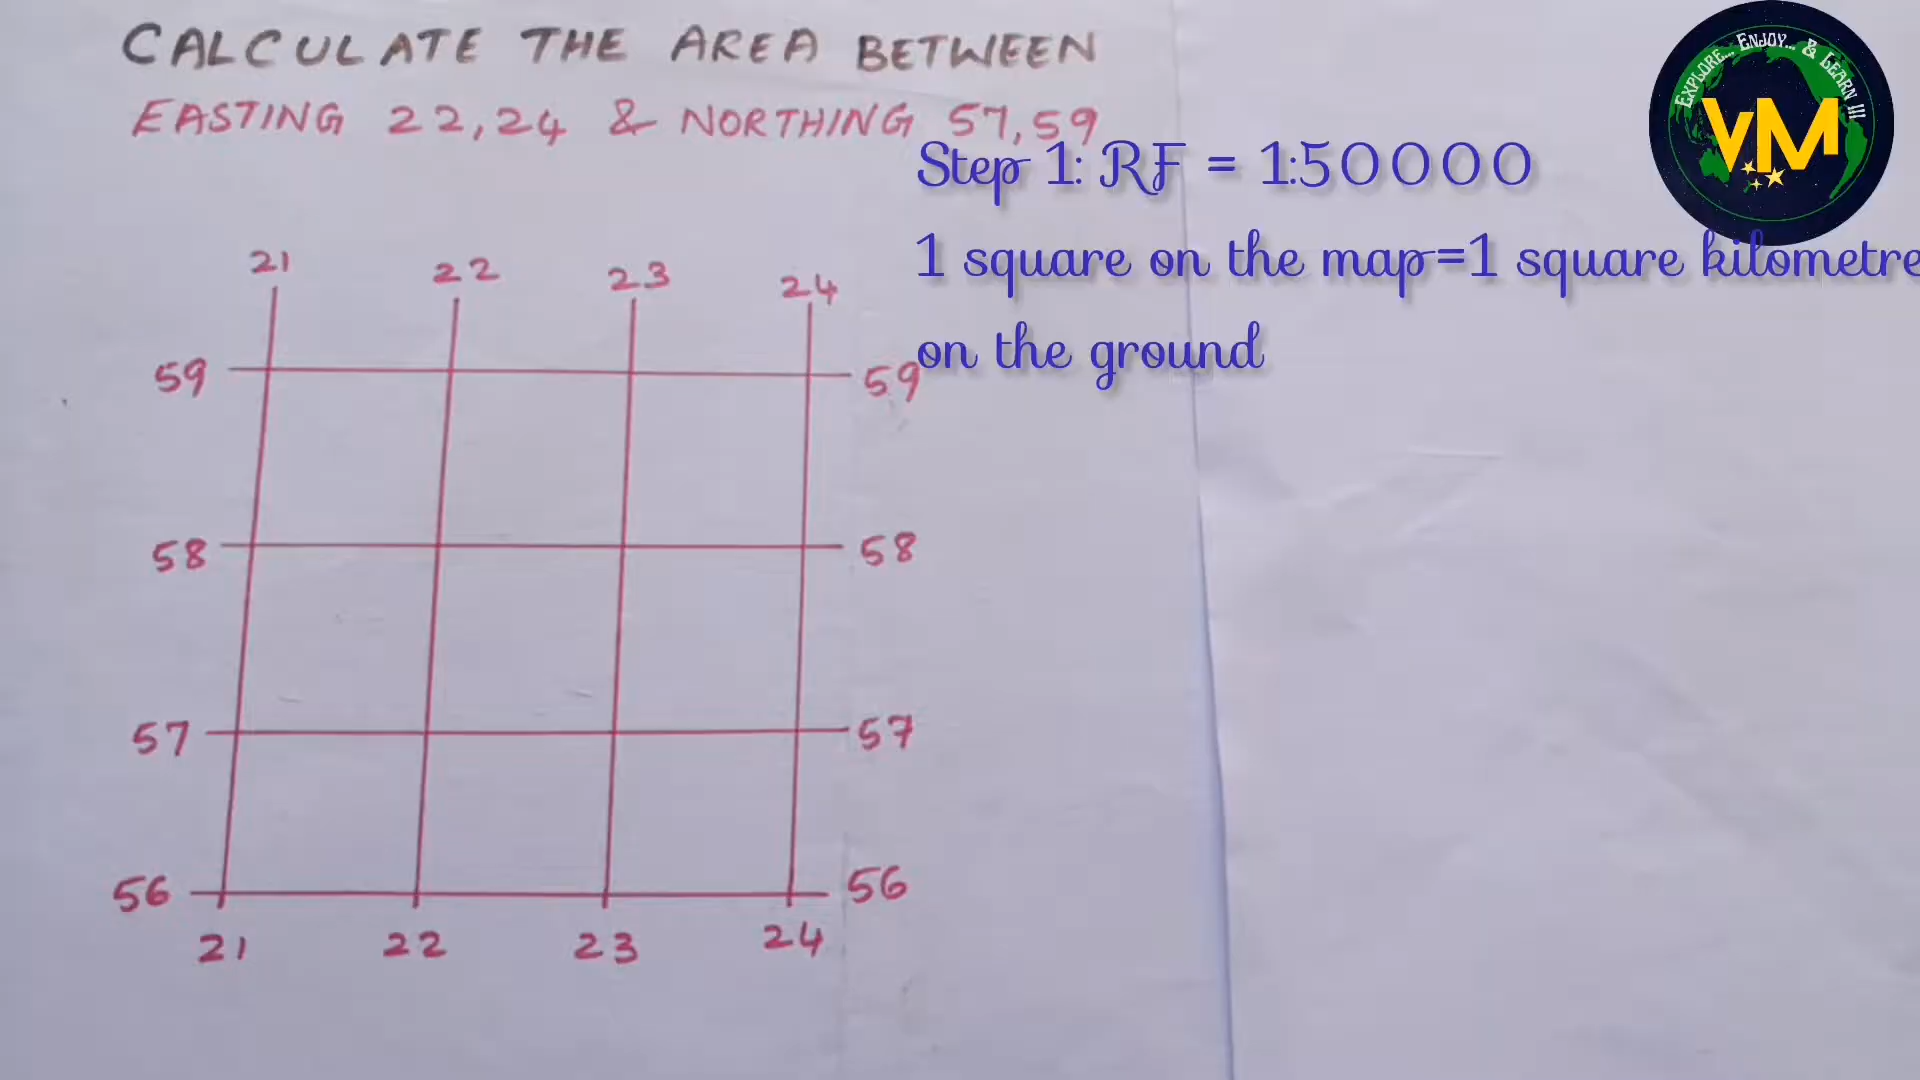 CALCULATE THE AREA BETWEEN
EASTING 22,24 & NORTHING 57,59
Step 1: RF = 1:50000
1 square on the map=1 square kilometre
on the ground
EXPLORE... ENJOY... & LEARN !!!
VM
21 22 23 24
59 59
58 58
57 57
56 56
21 22 23 24